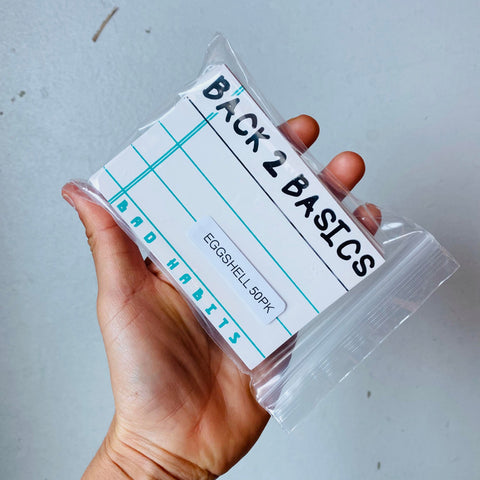 BACK 2 BASICS
EGGSHELL 50PK
BAD HABITS